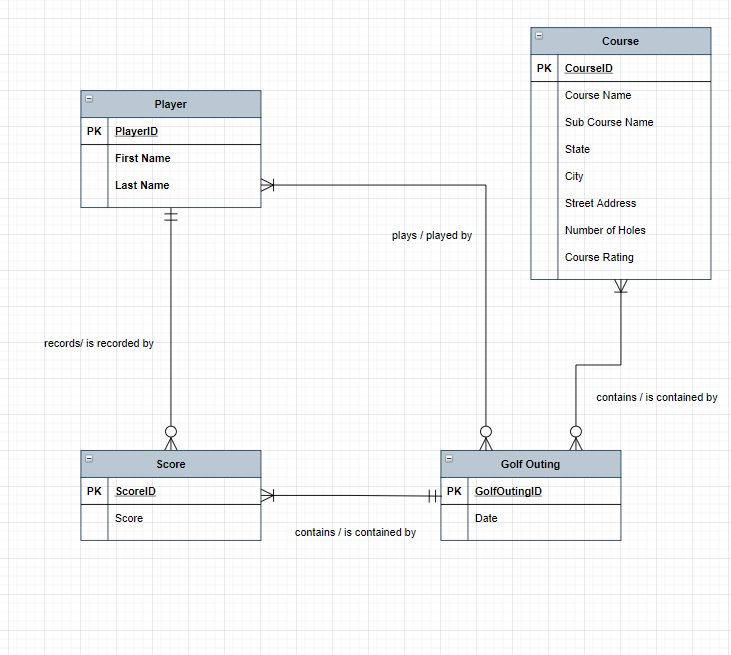 Course
PK CourseID
Course Name
Sub Course Name
State
City
Street Address
Number of Holes
Course Rating
Player
PK PlayerID
First Name
Last Name
plays / played by
records/ is recorded by
contains / is contained by
Score
PK ScoreID
Score
Golf Outing
PK GolfOutingID
Date
contains / is contained by